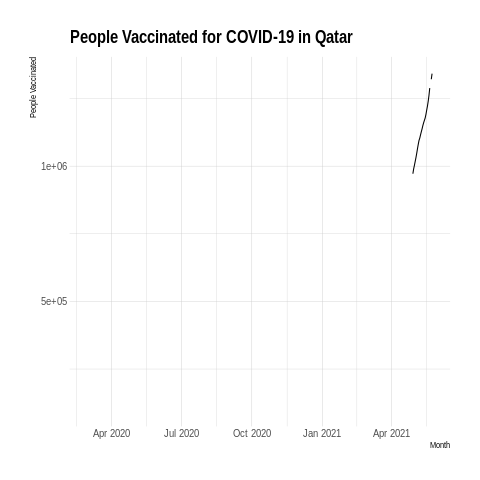 People Vaccinated for COVID-19 in Qatar
People Vaccinated
1e+06
5e+05
Apr 2020 Jul 2020 Oct 2020 Jan 2021 Apr 2021
Month